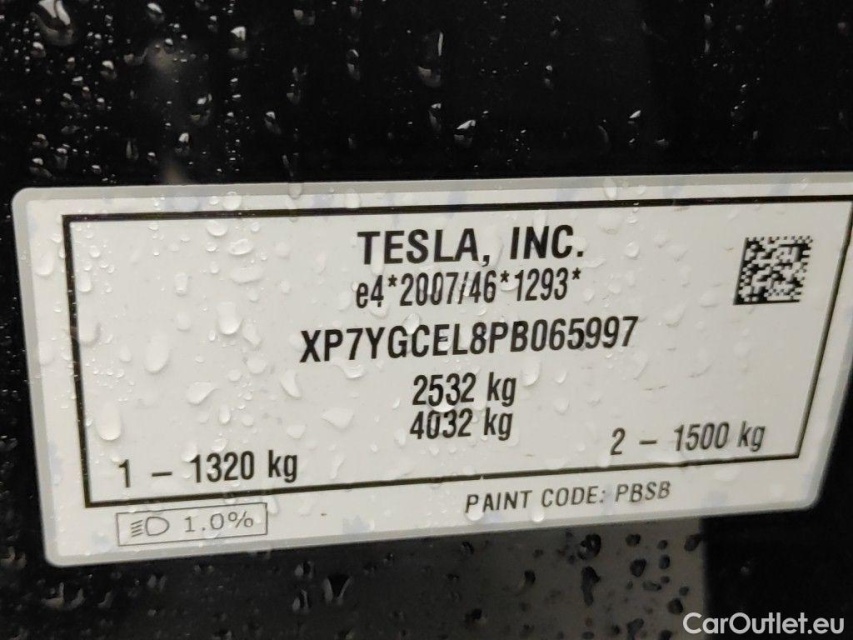 TESLA, INC.
e4*2007/46*1293*
XP7YGCEL8PB065997
2532 kg
4032 kg
1 - 1320 kg
2 - 1500 kg
1.0%
PAINT CODE: PBSB
CarOutlet.eu